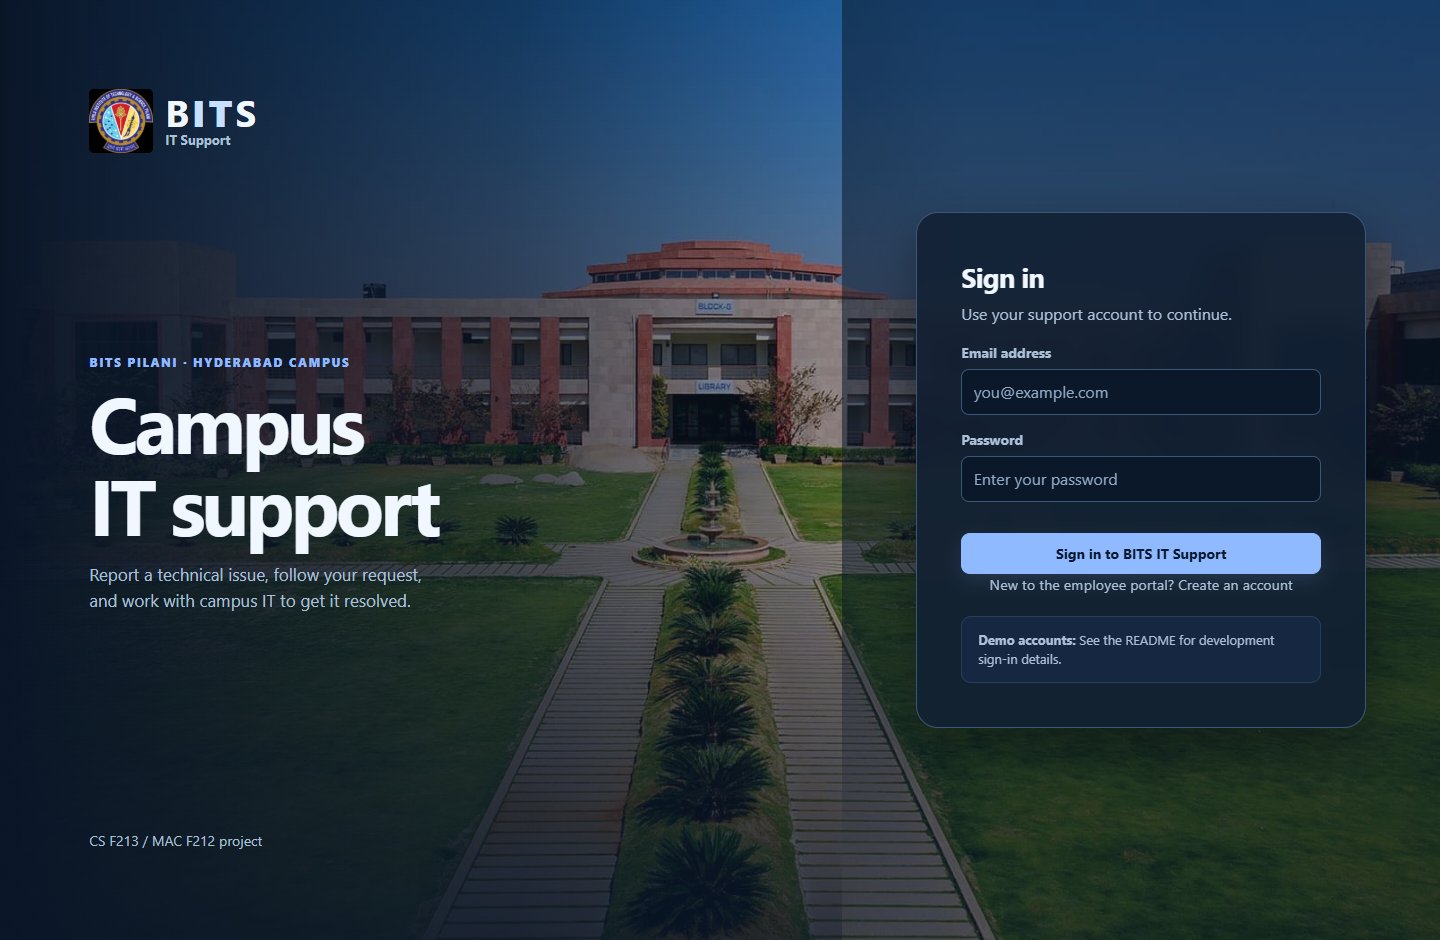 BITS
IT Support
BITS PILANI · HYDERABAD CAMPUS
Campus
IT support
Report a technical issue, follow your request,
and work with campus IT to get it resolved.
CS F213 / MAC F212 project
BLOCK-G
LIBRARY
Sign in
Use your support account to continue.
Email address
you@example.com
Password
Enter your password
Sign in to BITS IT Support
New to the employee portal? Create an account
Demo accounts: See the README for development
sign-in details.